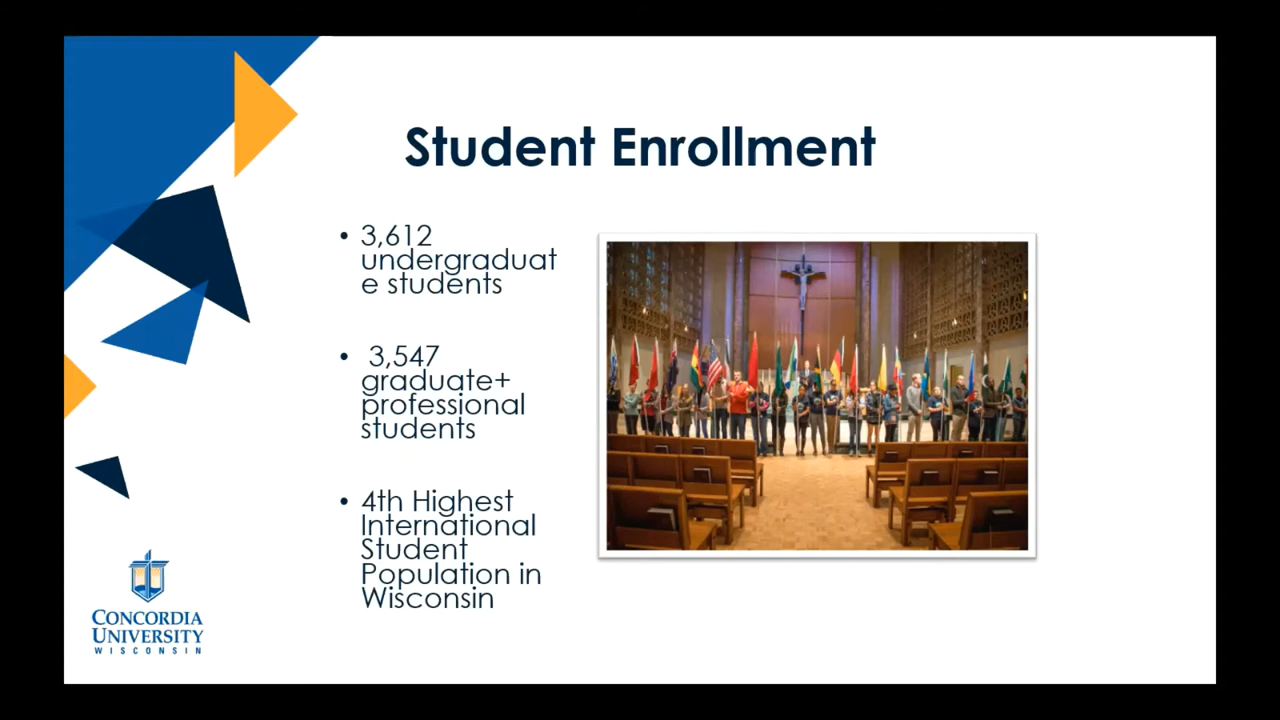 Student Enrollment
• 3,612
undergraduat
e students
• 3,547
graduate+
professional
students
• 4th Highest
International
Student
Population in
Wisconsin
CONCORDIA
UNIVERSITY
WISCONSIN